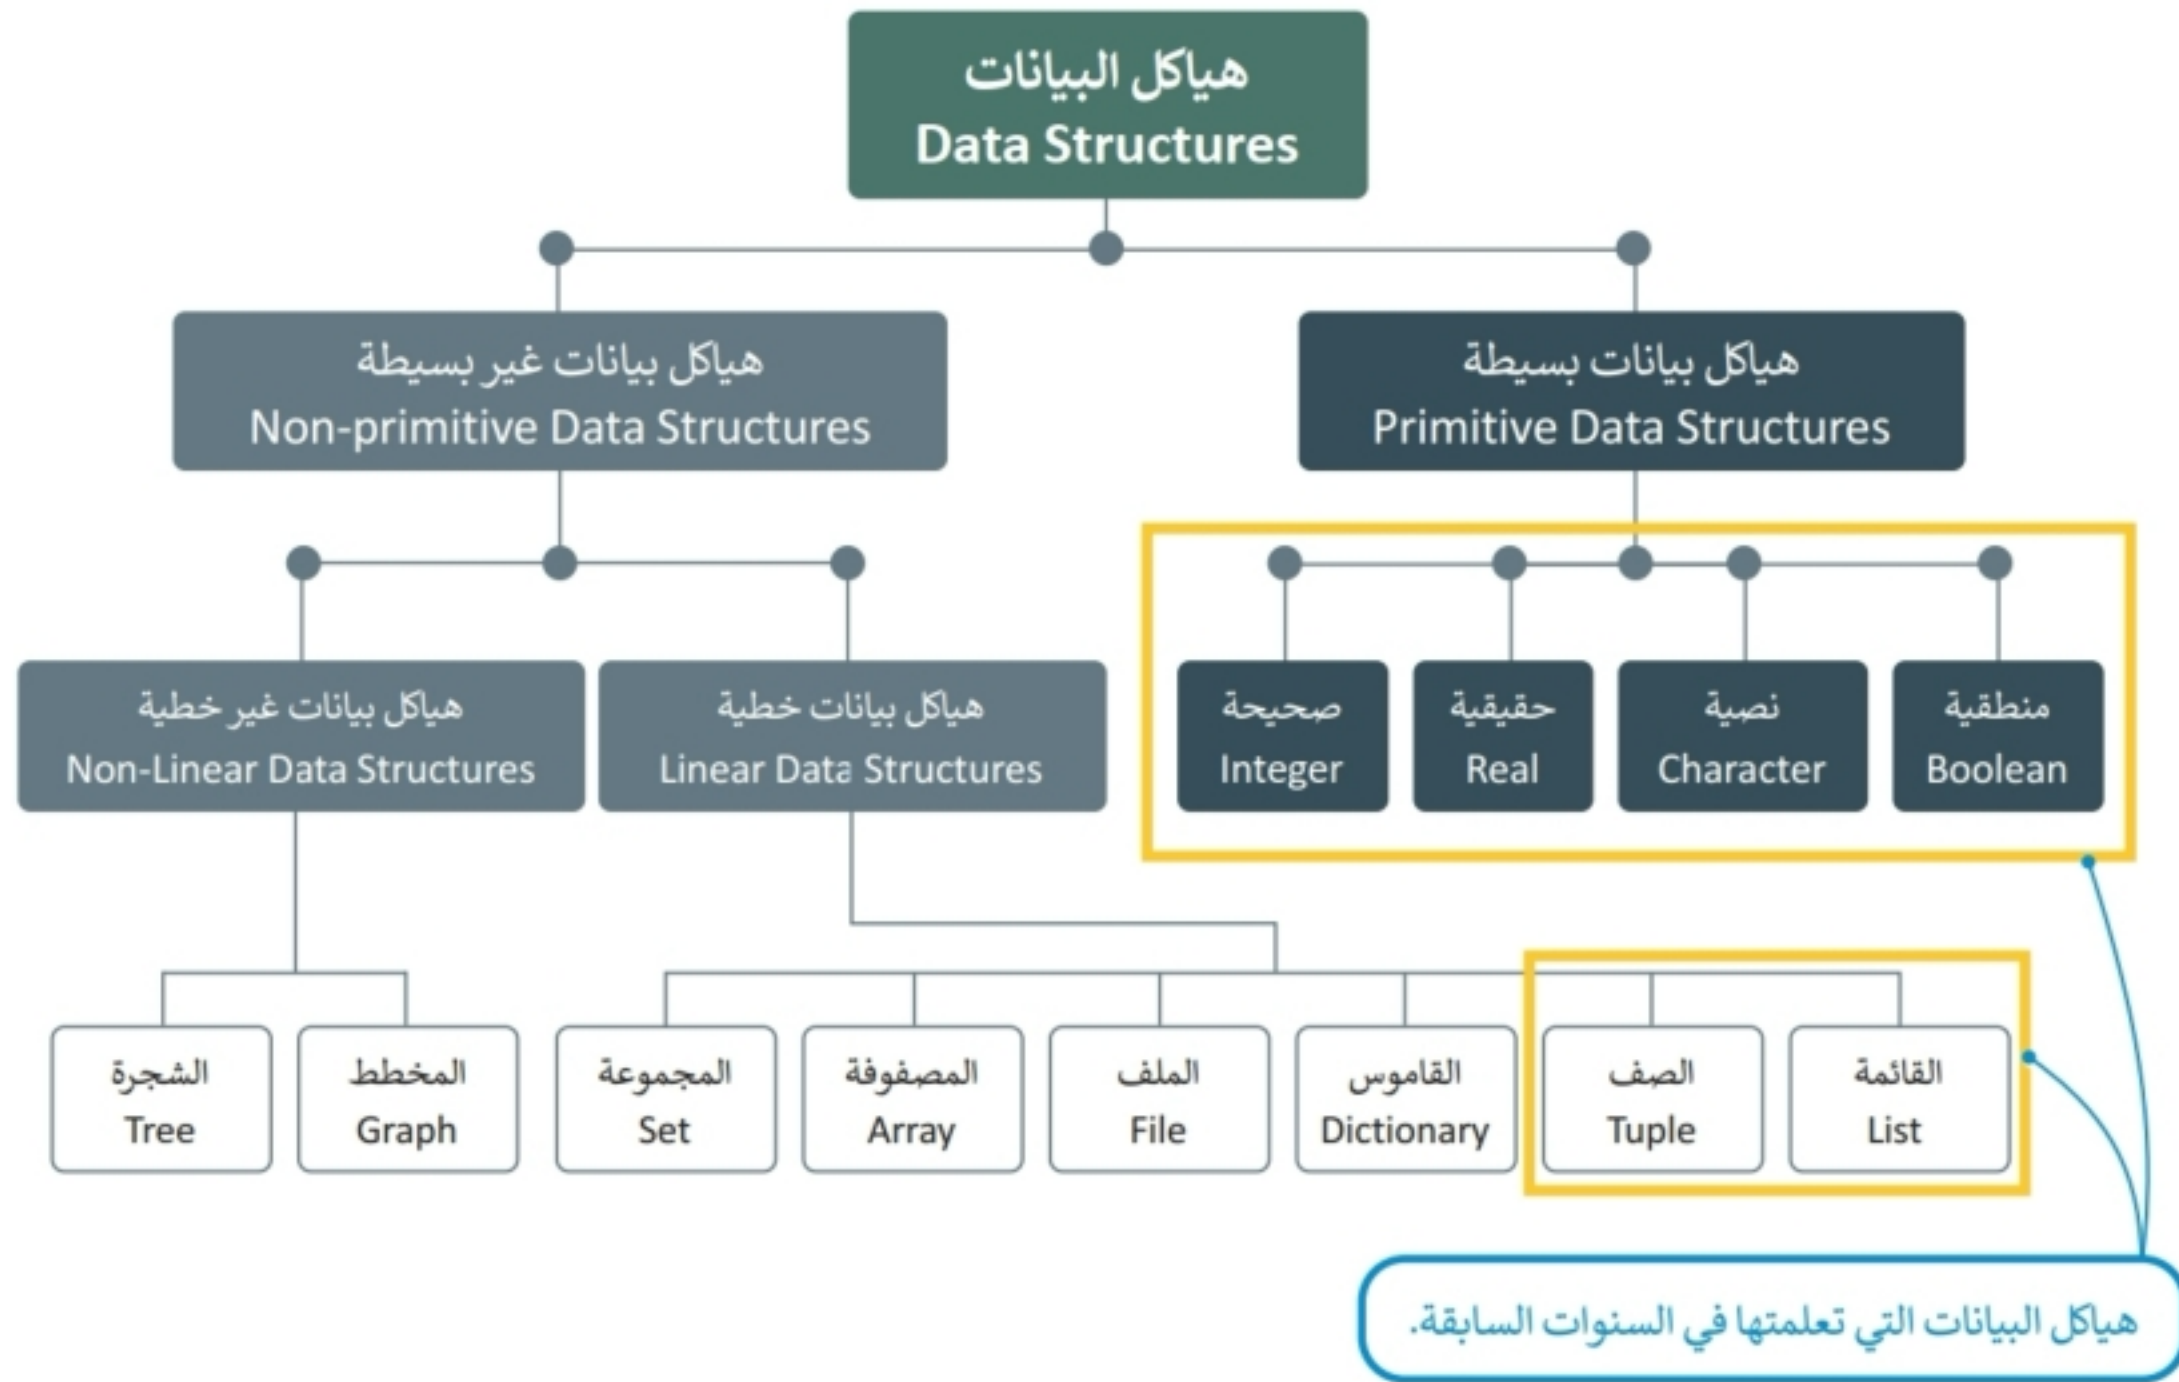 هياكل البيانات
Data Structures
هياكل بيانات بسيطة
Primitive Data Structures
هياكل بيانات غير بسيطة
Non-primitive Data Structures
منطقية
Boolean
نصية
Character
حقيقية
Real
صحيحة
Integer
هياكل بيانات خطية
Linear Data Structures
هياكل بيانات غير خطية
Non-Linear Data Structures
القائمة
List
الصف
Tuple
القاموس
Dictionary
الملف
File
المصفوفة
Array
المجموعة
Set
المخطط
Graph
الشجرة
Tree
هياكل البيانات التي تعلمتها في السنوات السابقة.